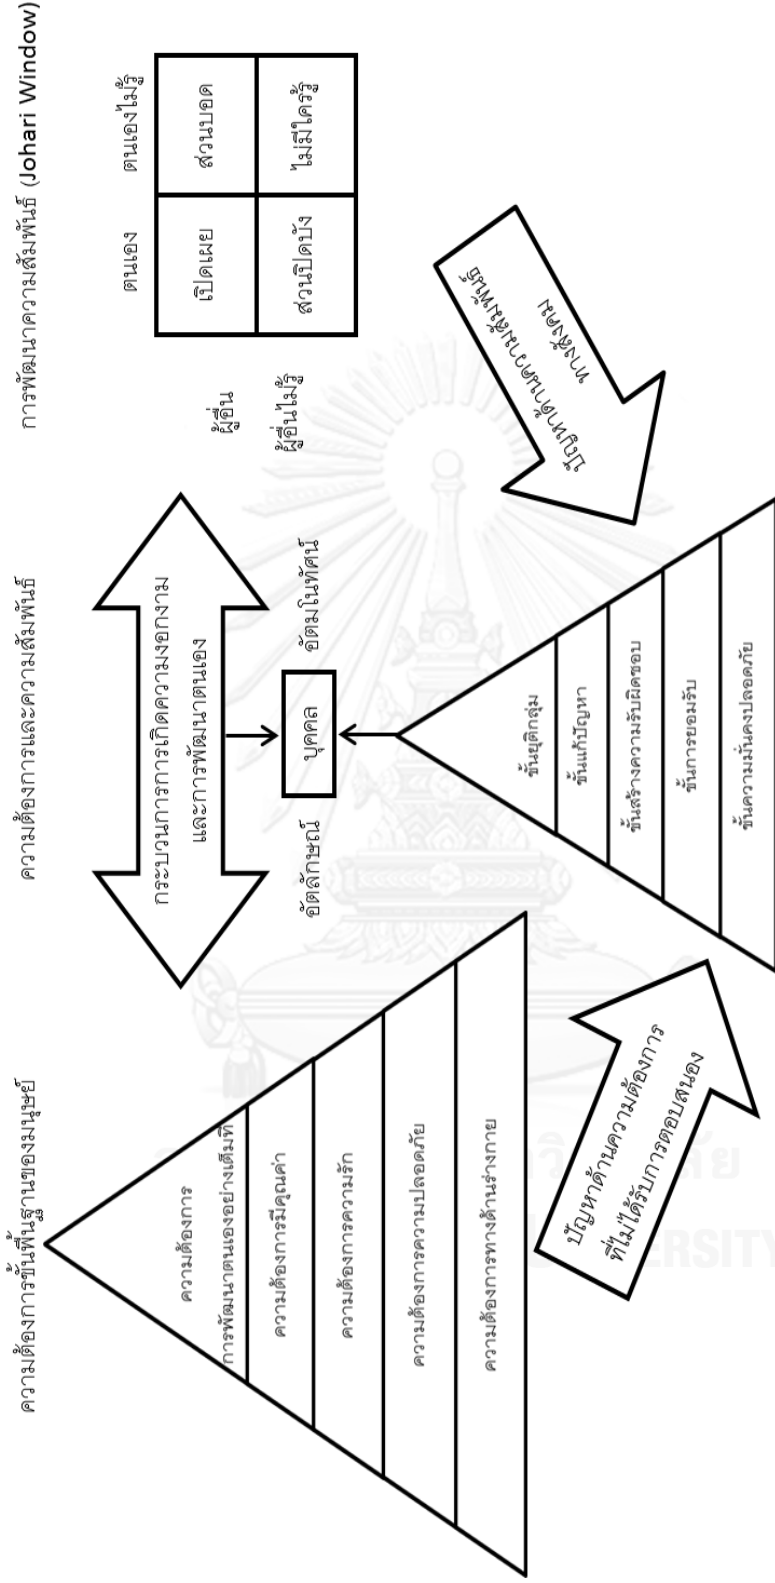 ความต้องการขั้นพื้นฐานของมนุษย์
ความต้องการและความสัมพันธ์
การพัฒนาความสัมพันธ์ (Johari Window)
ความต้องการ
การพัฒนาตนเองอย่างเต็มที่
ความต้องการมีคุณค่า
ความต้องการความรัก
ความต้องการความปลอดภัย
ความต้องการทางด้านร่างกาย
กระบวนการการเกิดความงอกงาม
และการพัฒนาตนเอง
อัตลักษณ์
บุคคล
อัตมโนทัศน์
ตนเอง
ตนเองไม่รู้
ผู้อื่น
เปิดเผย
ส่วนบอด
ผู้อื่นไม่รู้
ส่วนปิดบัง
ไม่มีใครรู้
ขั้นยุติกลุ่ม
ขั้นแก้ปัญหา
ขั้นสร้างความรับผิดชอบ
ขั้นการยอมรับ
ขั้นความมั่นคงปลอดภัย
ปัญหาด้านความต้องการ
ที่ไม่ได้รับการตอบสนอง
ปัญหาด้านความสัมพันธ์
ทางสังคม
ERSITY